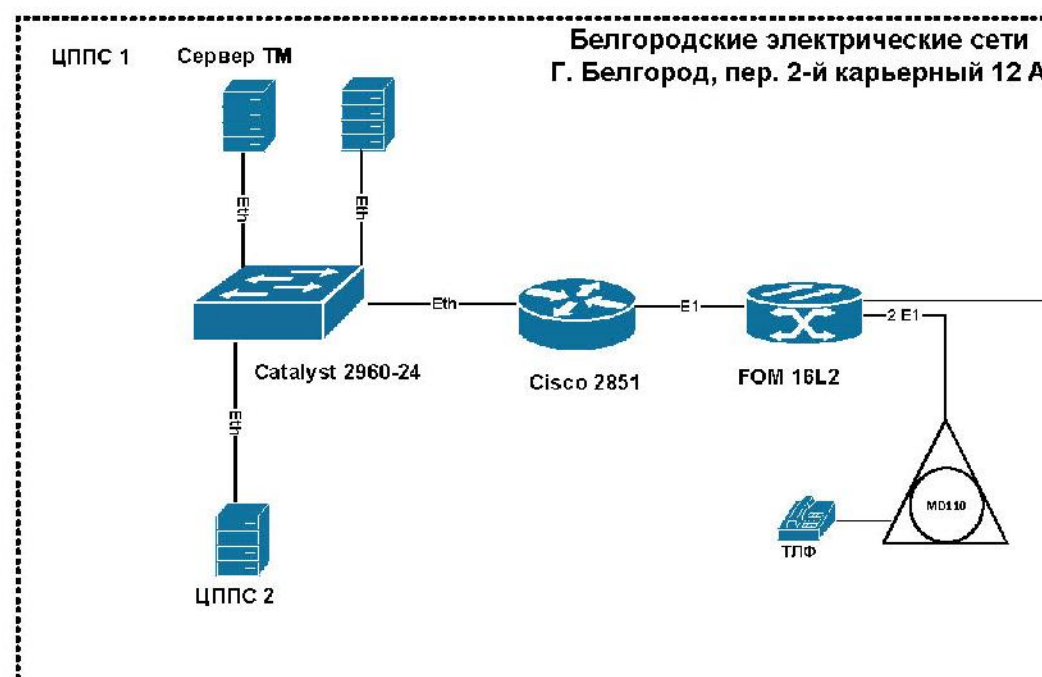 Белгородские электрические сети
Г. Белгород, пер. 2-й карьерный 12 А
ЦППС 1
Сервер ТМ
Eth
Eth
Eth
E1
2 E1
Catalyst 2960-24
Cisco 2851
FOM 16L2
Eth
MD110
ТЛФ
ЦППС 2